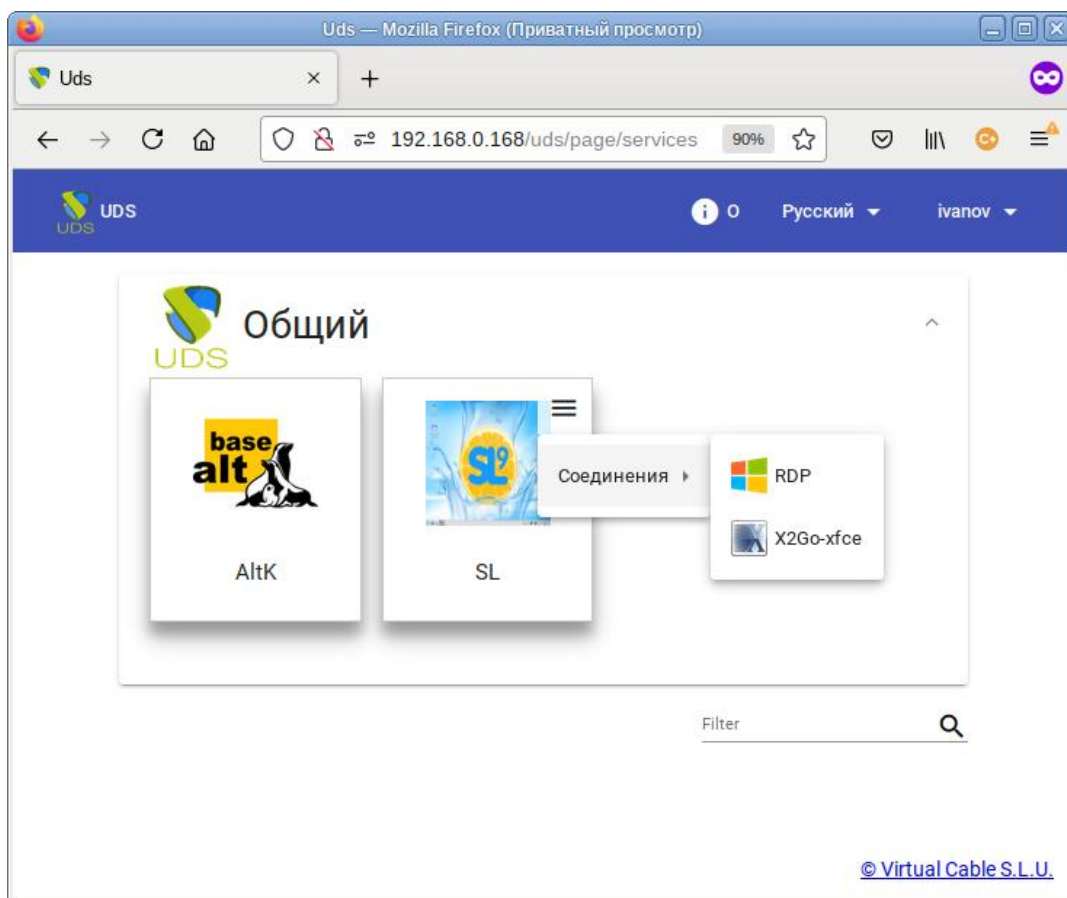 Uds — Mozilla Firefox (Приватный просмотр)
Uds
192.168.0.168/uds/page/services 90%
UDS UDS 0 Русский ivanov
UDS Общий
base alt
SL9
Соединения
RDP
X2Go-xfce
AltK
SL
Filter
© Virtual Cable S.L.U.